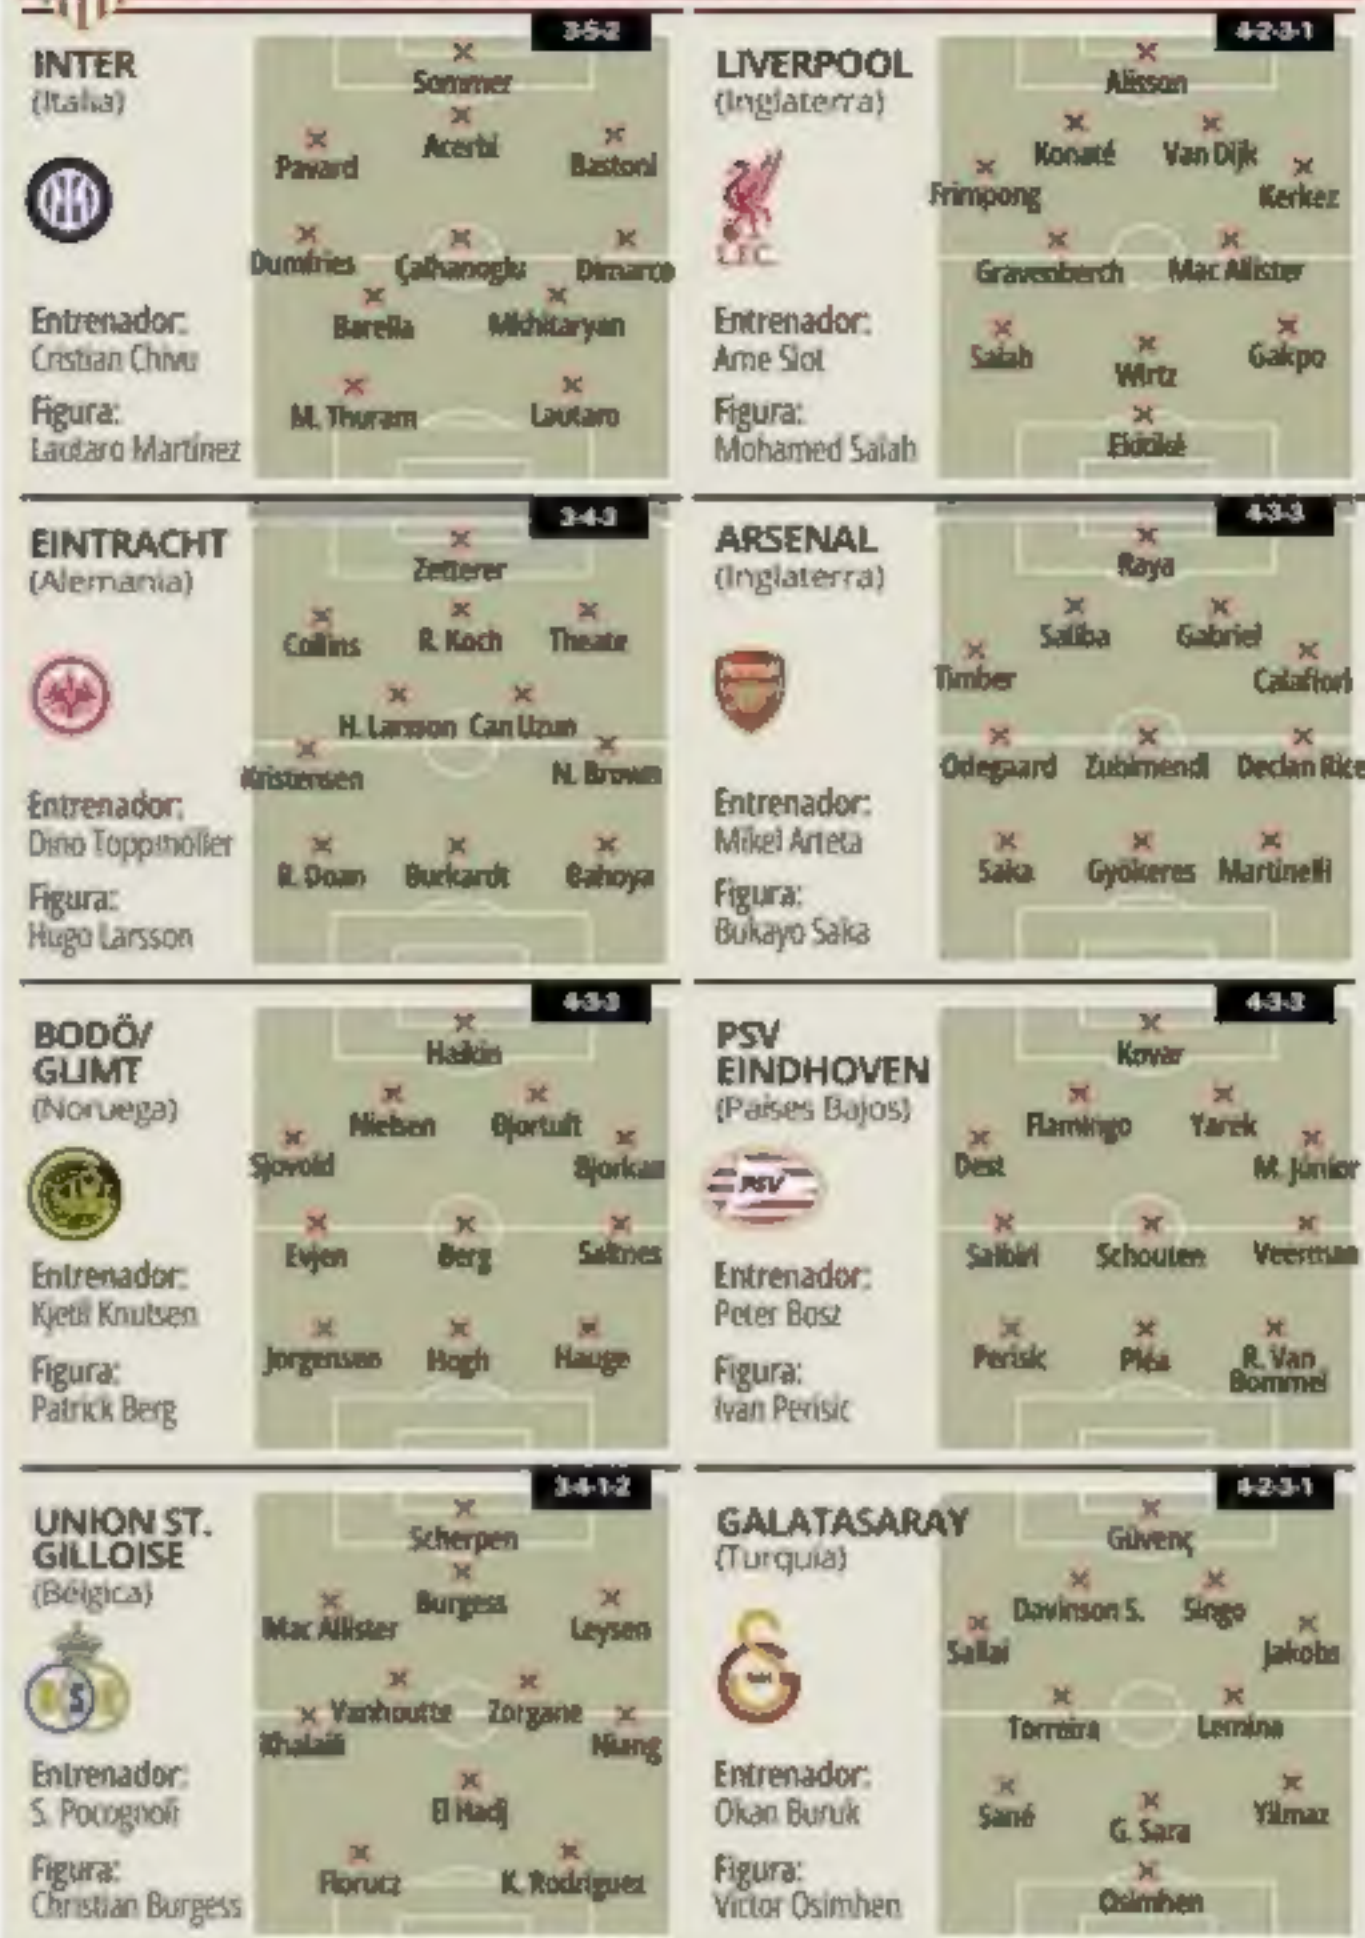 INTER
(Italia)
Entrenador:
Cristian Chivu
Figura:
Lautaro Martínez
3-5-2
Sommer
Acerbi
Pavard
Bastoni
Dumfries
Çalhanoglu
Dimarco
Barella
Mkhitaryan
M. Thuram
Lautaro
LIVERPOOL
(Inglaterra)
L.F.C.
Entrenador:
Arne Slot
Figura:
Mohamed Salah
4-2-3-1
Alisson
Konaté
Van Dijk
Frimpong
Kerkez
Gravenberch
Mac Allister
Salah
Wirtz
Gakpo
Ekitiké
EINTRACHT
(Alemania)
Entrenador:
Dino Toppmöller
Figura:
Hugo Larsson
3-4-3
Zetterer
Collins
R. Koch
Theate
H. Larsson
Can Uzun
Kristensen
N. Brown
R. Doan
Burkardt
Bahoya
ARSENAL
(Inglaterra)
Entrenador:
Mikel Arteta
Figura:
Bukayo Saka
4-3-3
Raya
Saliba
Gabriel
Timber
Calafiori
Odegaard
Zubimendi
Declan Rice
Saka
Gyökeres
Martinelli
BODÖ/
GLIMT
(Noruega)
Entrenador:
Kjetil Knutsen
Figura:
Patrick Berg
4-3-3
Haikin
Nielsen
Bjortuft
Sjovold
Bjorkan
Evjen
Berg
Saltnes
Jorgensen
Hogh
Hauge
PSV
EINDHOVEN
(Países Bajos)
PSV
Entrenador:
Peter Bosz
Figura:
Ivan Perisic
4-3-3
Kovar
Flamingo
Yarek
Dest
M. Júnior
Saibiri
Schouten
Veerman
Perisic
Pléa
R. Van
Bommel
UNION ST.
GILLOISE
(Bélgica)
Entrenador:
S. Pocognoli
Figura:
Christian Burgess
3-4-1-2
Scherpen
Burgess
Mac Allister
Leysen
Vanhoutte
Zorgane
Khalaili
Niang
El Hadj
Florucz
K. Rodríguez
GALATASARAY
(Turquía)
Entrenador:
Okan Buruk
Figura:
Victor Osimhen
4-2-3-1
Güvenç
Davinson S.
Singo
Sallai
Jakobs
Torreira
Lemina
Sané
G. Sara
Yilmaz
Osimhen